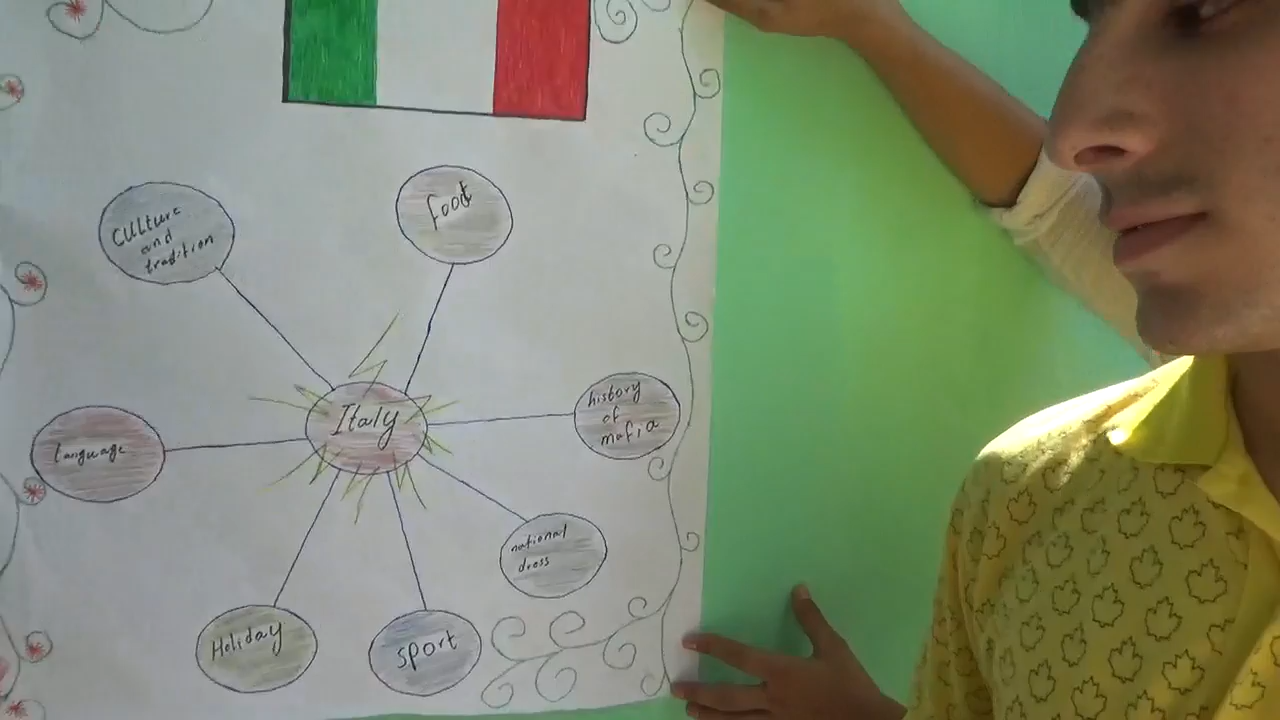 Culture
and
tradition
food
Italy
history
of
mafia
Language
national
dress
Holiday
sport